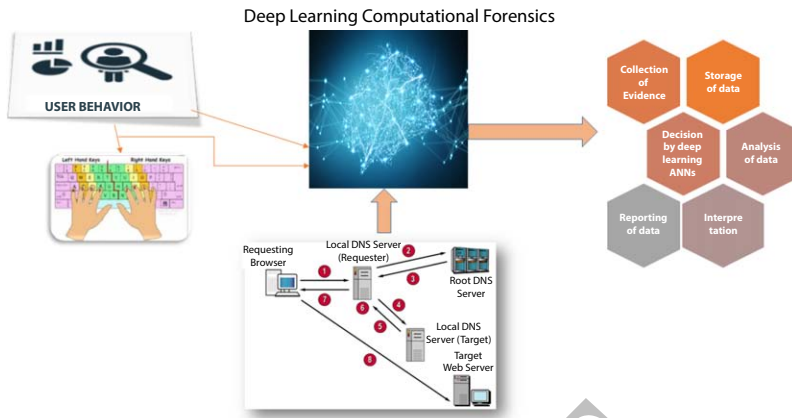 Deep Learning Computational Forensics
USER BEHAVIOR
Left Hand Keys
Right Hand Keys
Collection
of
Evidence
Storage
of data
Decision
by deep
learning
ANNs
Analysis
of data
Reporting
of data
Interpre
tation
Requesting
Browser
Local DNS Server
(Requester)
1
2
3
Root DNS
Server
7
6
4
5
Local DNS
Server (Target)
8
Target
Web Server